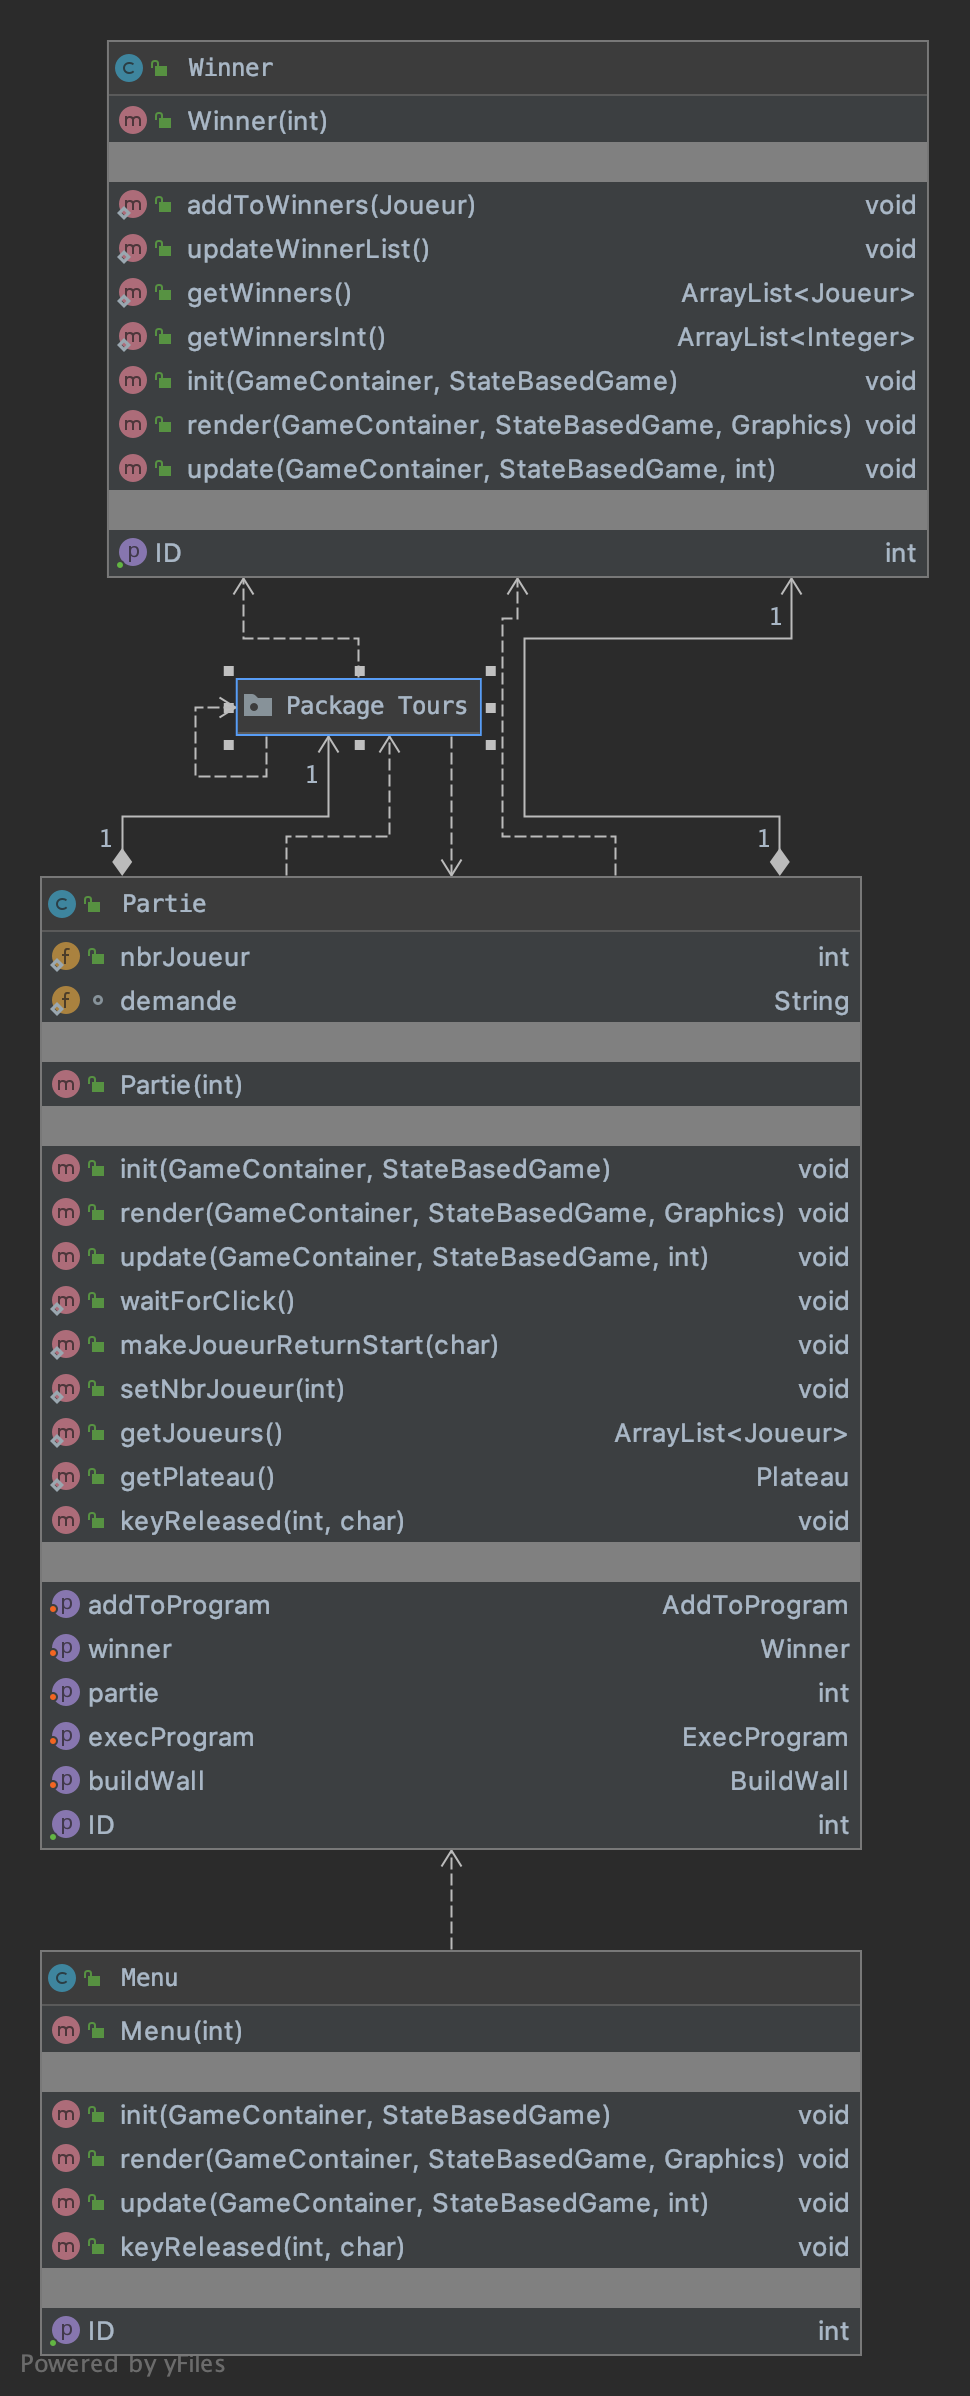 Winner
Winner(int)
addToWinners(Joueur) void
updateWinnerList() void
getWinners() ArrayList<Joueur>
getWinnersInt() ArrayList<Integer>
init(GameContainer, StateBasedGame) void
render(GameContainer, StateBasedGame, Graphics) void
update(GameContainer, StateBasedGame, int) void
ID int
1
Package Tours
1
1 1
Partie
nbrJoueur int
demande String
Partie(int)
init(GameContainer, StateBasedGame) void
render(GameContainer, StateBasedGame, Graphics) void
update(GameContainer, StateBasedGame, int) void
waitForClick() void
makeJoueurReturnStart(char) void
setNbrJoueur(int) void
getJoueurs() ArrayList<Joueur>
getPlateau() Plateau
keyReleased(int, char) void
addToProgram AddToProgram
winner Winner
partie int
execProgram ExecProgram
buildWall BuildWall
ID int
Menu
Menu(int)
init(GameContainer, StateBasedGame) void
render(GameContainer, StateBasedGame, Graphics) void
update(GameContainer, StateBasedGame, int) void
keyReleased(int, char) void
ID int
Powered by yFiles